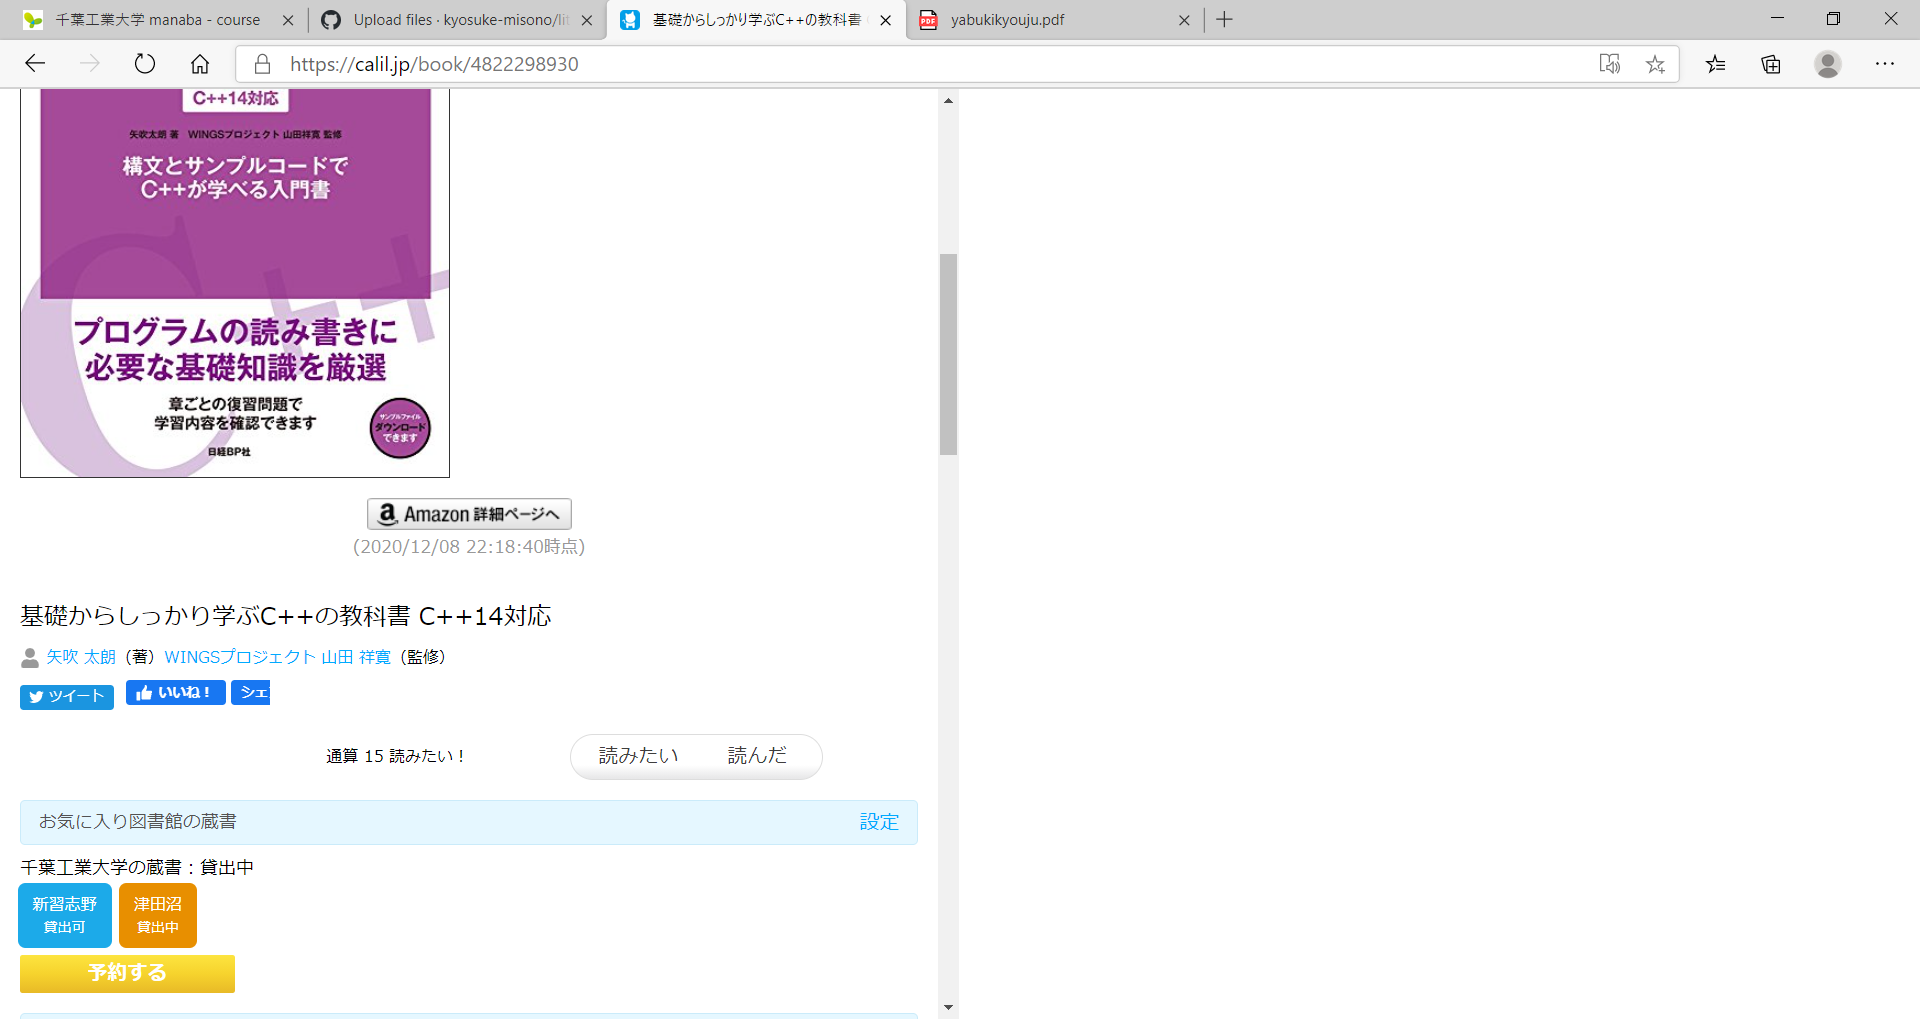 千葉工業大学 manaba - course
Upload files · kyosuke-misono/lit
基礎からしっかり学ぶC++の教科書
yabukikyouju.pdf
https://calil.jp/book/4822298930
C++14対応
矢吹太朗 著 WINGSプロジェクト 山田祥寛 監修
構文とサンプルコードで
C++が学べる入門書
C++
プログラムの読み書きに
必要な基礎知識を厳選
章ごとの復習問題で
学習内容を確認できます
サンプルファイル
ダウンロード
できます
日経BP社
Amazon 詳細ページへ
(2020/12/08 22:18:40時点)
基礎からしっかり学ぶC++の教科書 C++14対応
矢吹 太朗 (著) WINGSプロジェクト 山田 祥寛 (監修)
ツイート いいね! シェ
通算 15 読みたい!
読みたい 読んだ
お気に入り図書館の蔵書 設定
千葉工業大学の蔵書:貸出中
新習志野 津田沼
貸出可 貸出中
予約する